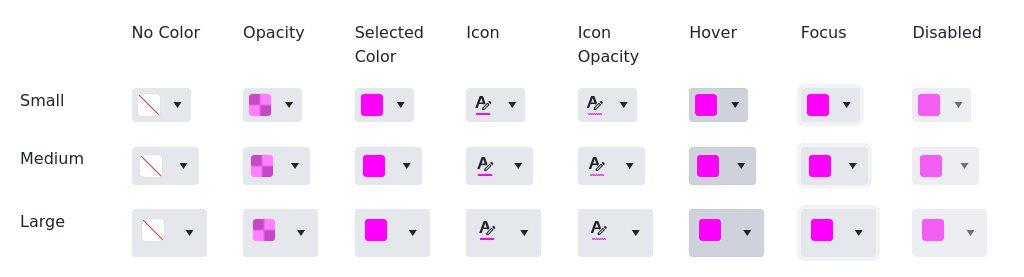 No Color Opacity Selected Color Icon Icon Opacity Hover Focus Disabled
Small A A
Medium A A
Large A A